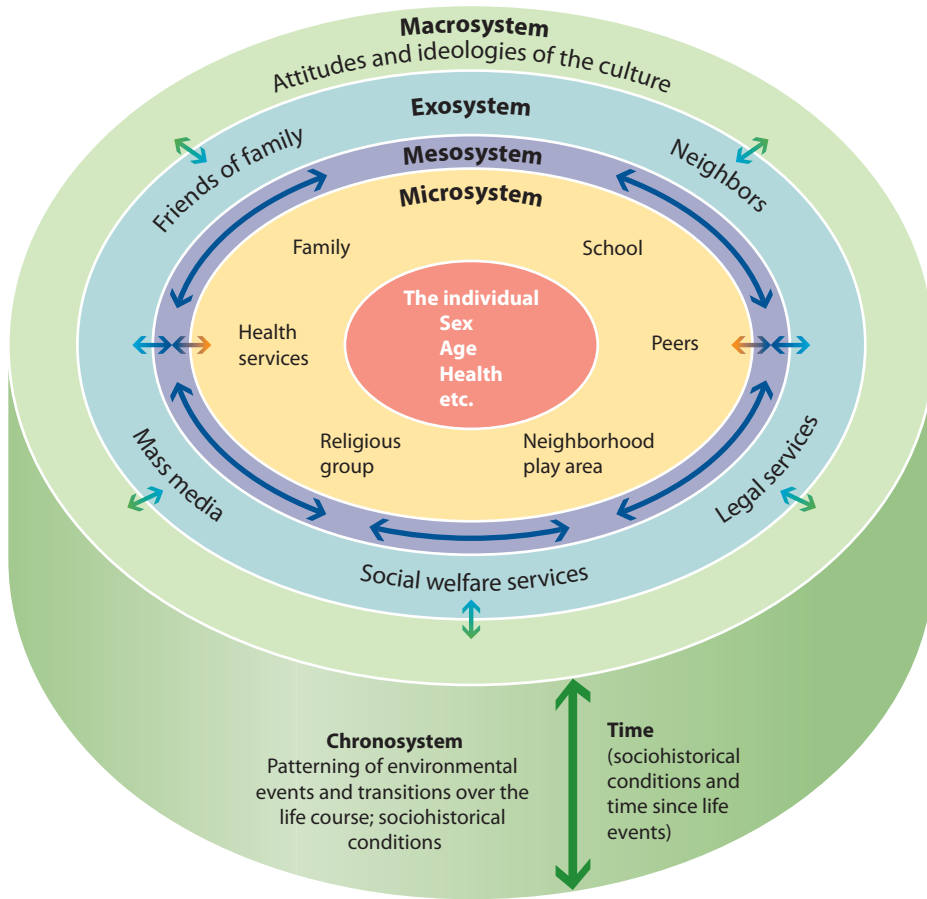 Macrosystem
Attitudes and ideologies of the culture
Exosystem
Friends of family
Neighbors
Mesosystem
Microsystem
Family
School
The individual
Sex
Age
Health
etc.
Health
services
Peers
Religious
group
Neighborhood
play area
Mass media
Legal services
Social welfare services
Chronosystem
Patterning of environmental
events and transitions over the
life course; sociohistorical
conditions
Time
(sociohistorical
conditions and
time since life
events)